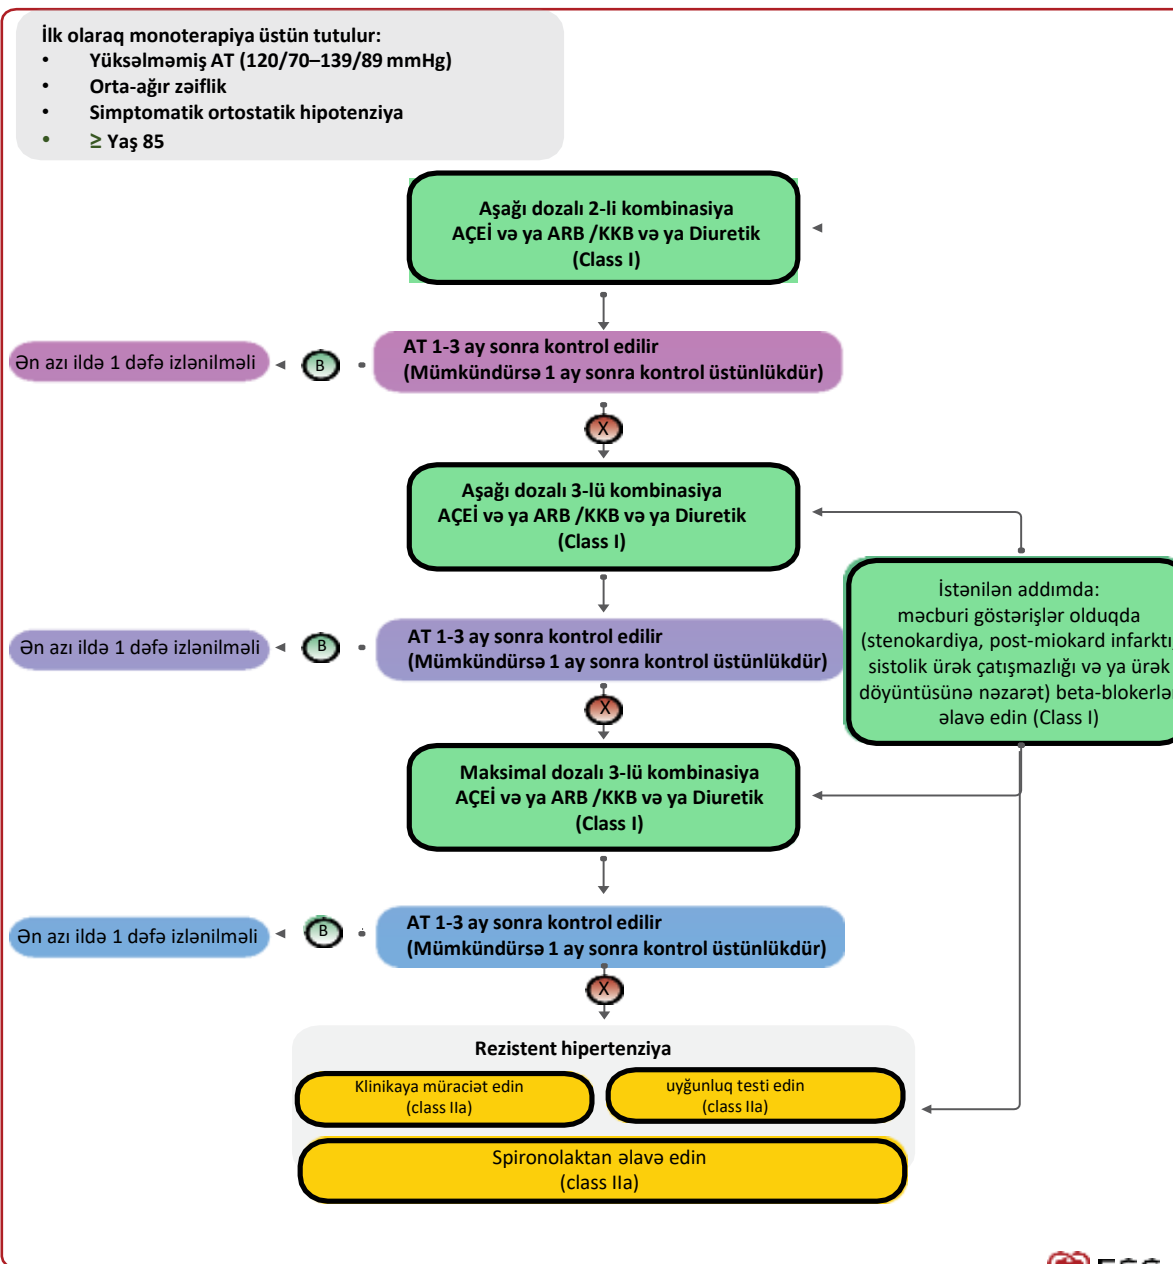 İlk olaraq monoterapiya üstün tutulur:
• Yüksəlməmiş AT (120/70–139/89 mmHg)
• Orta-ağır zəiflik
• Simptomatik ortostatik hipotenziya
• ≥ Yaş 85
Aşağı dozalı 2-li kombinasiya
AÇEİ və ya ARB /KKB və ya Diuretik
(Class I)
AT 1-3 ay sonra kontrol edilir
(Mümkündürsə 1 ay sonra kontrol üstünlükdür)
B
Ən azı ildə 1 dəfə izlənilməli
X
Aşağı dozalı 3-lü kombinasiya
AÇEİ və ya ARB /KKB və ya Diuretik
(Class I)
İstənilən addımda:
məcburi göstərişlər olduqda
(stenokardiya, post-miokard infarktı,
sistolik ürək çatışmazlığı və ya ürək
döyüntüsünə nəzarət) beta-blokerlə
əlavə edin (Class I)
AT 1-3 ay sonra kontrol edilir
(Mümkündürsə 1 ay sonra kontrol üstünlükdür)
B
Ən azı ildə 1 dəfə izlənilməli
X
Maksimal dozalı 3-lü kombinasiya
AÇEİ və ya ARB /KKB və ya Diuretik
(Class I)
AT 1-3 ay sonra kontrol edilir
(Mümkündürsə 1 ay sonra kontrol üstünlükdür)
B
Ən azı ildə 1 dəfə izlənilməli
X
Rezistent hipertenziya
Klinikaya müraciət edin
(class IIa)
uyğunluq testi edin
(class IIa)
Spironolaktan əlavə edin
(class IIa)